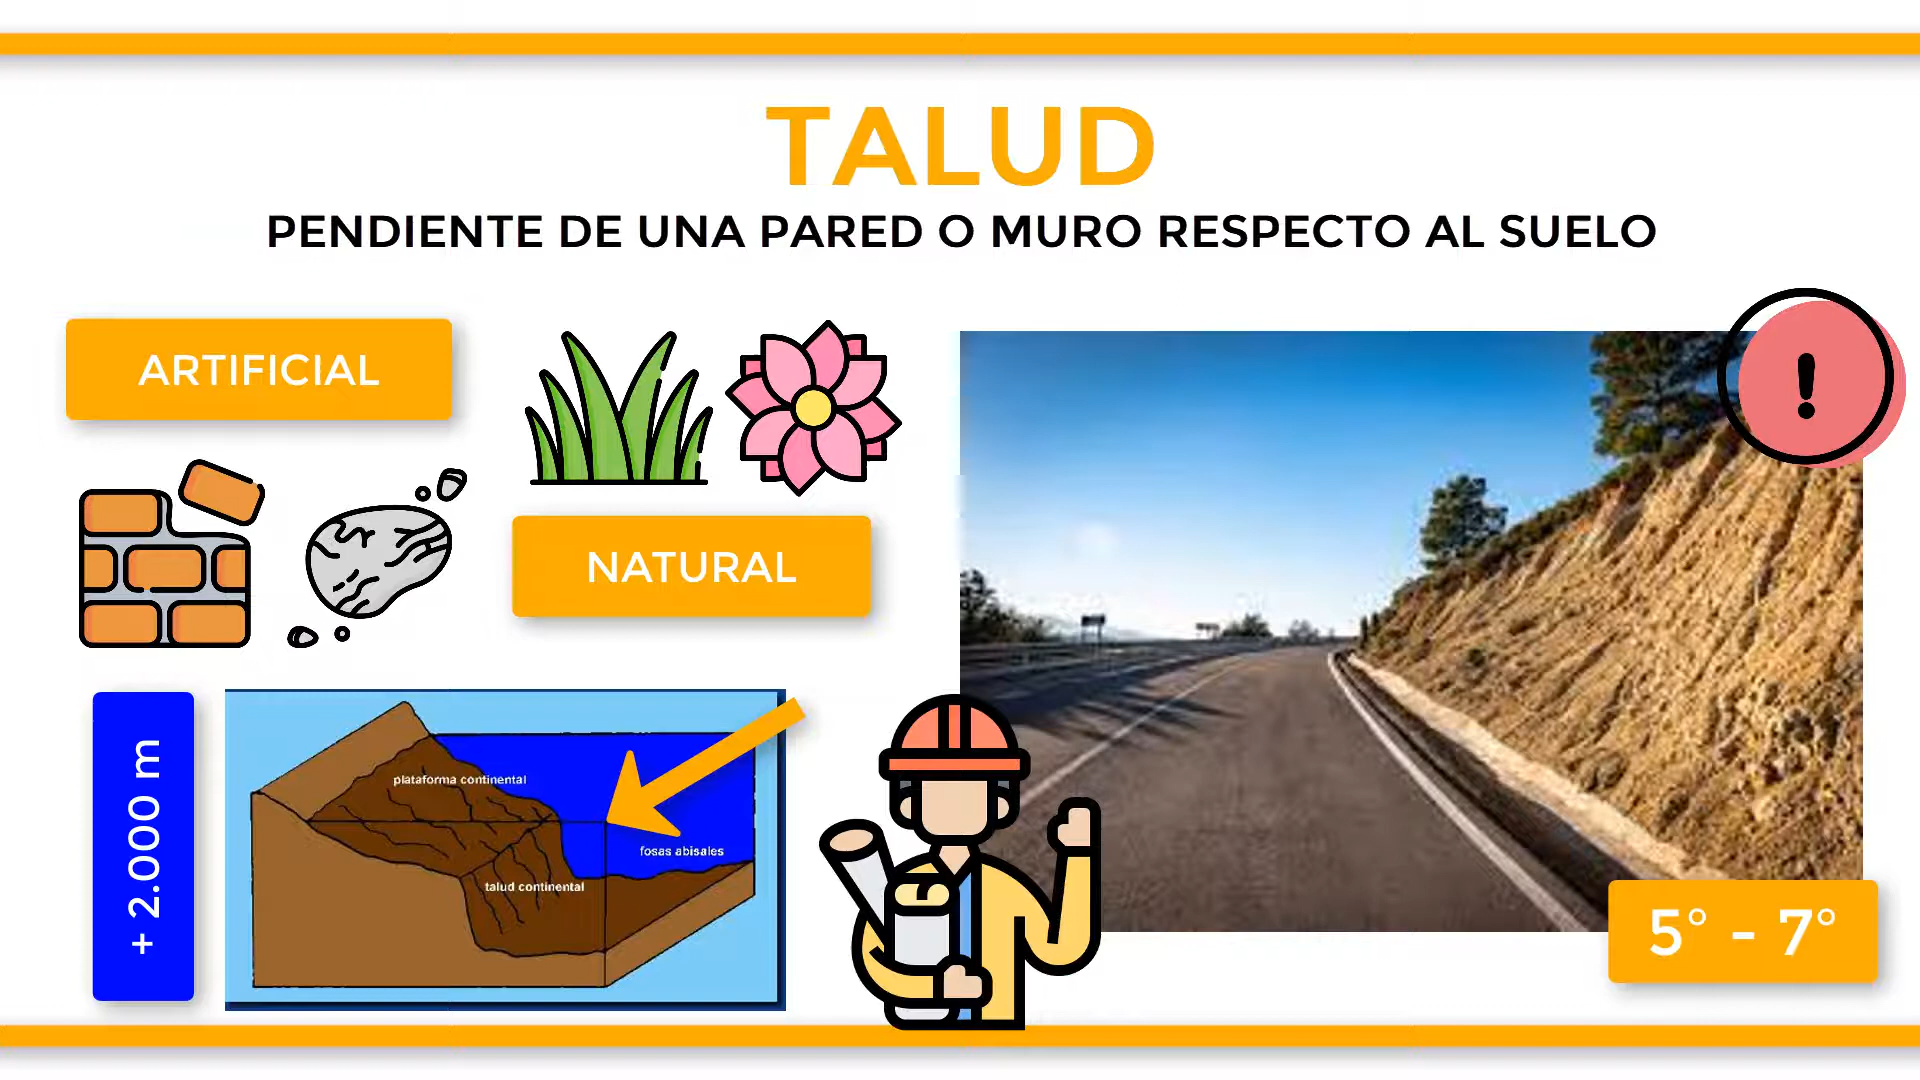 TALUD
PENDIENTE DE UNA PARED O MURO RESPECTO AL SUELO
ARTIFICIAL
NATURAL
!
+ 2.000 m
plataforma continental
fosas abisales
talud continental
5° - 7°